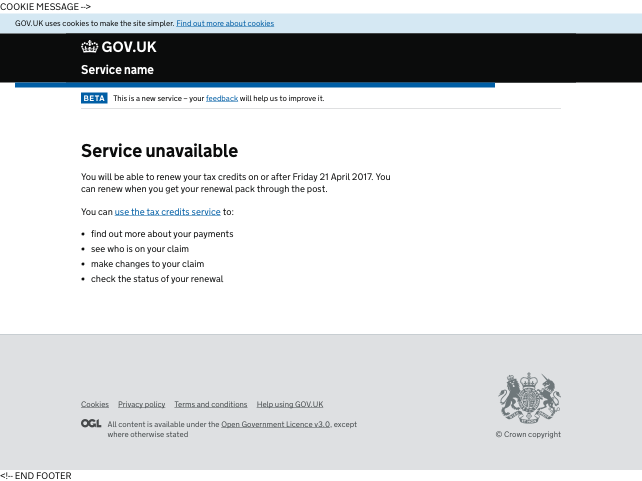 COOKIE MESSAGE -->
GOV.UK uses cookies to make the site simpler. Find out more about cookies
GOV.UK
Service name
BETA This is a new service – your feedback will help us to improve it.
Service unavailable
You will be able to renew your tax credits on or after Friday 21 April 2017. You
can renew when you get your renewal pack through the post.
You can use the tax credits service to:
• find out more about your payments
• see who is on your claim
• make changes to your claim
• check the status of your renewal
Cookies Privacy policy Terms and conditions Help using GOV.UK
OGL All content is available under the Open Government Licence v3.0, except
where otherwise stated
© Crown copyright
<!-- END FOOTER